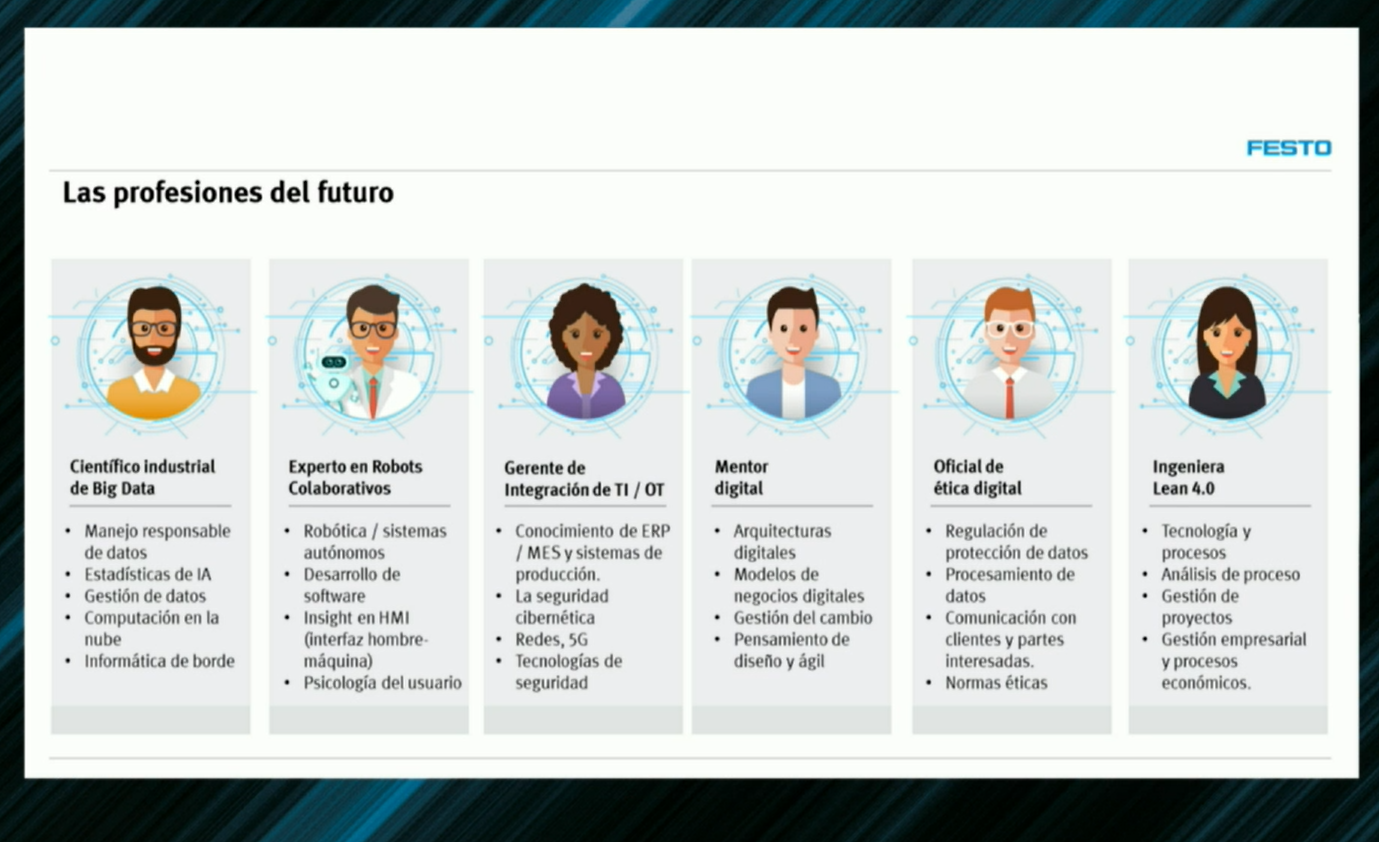 FESTO
Las profesiones del futuro
Científico industrial
de Big Data
• Manejo responsable
de datos
• Estadísticas de IA
• Gestión de datos
• Computación en la
nube
• Informática de borde
Experto en Robots
Colaborativos
• Robótica / sistemas
autónomos
• Desarrollo de
software
• Insight en HMI
(interfaz hombre-
máquina)
• Psicología del usuario
Gerente de
Integración de TI / OT
• Conocimiento de ERP
/ MES y sistemas de
producción.
• La seguridad
cibernética
• Redes, 5G
• Tecnologías de
seguridad
Mentor
digital
• Arquitecturas
digitales
• Modelos de
negocios digitales
• Gestión del cambio
• Pensamiento de
diseño y ágil
Oficial de
ética digital
• Regulación de
protección de datos
• Procesamiento de
datos
• Comunicación con
clientes y partes
interesadas.
• Normas éticas
Ingeniera
Lean 4.0
• Tecnología y
procesos
• Análisis de proceso
• Gestión de
proyectos
• Gestión empresarial
y procesos
económicos.